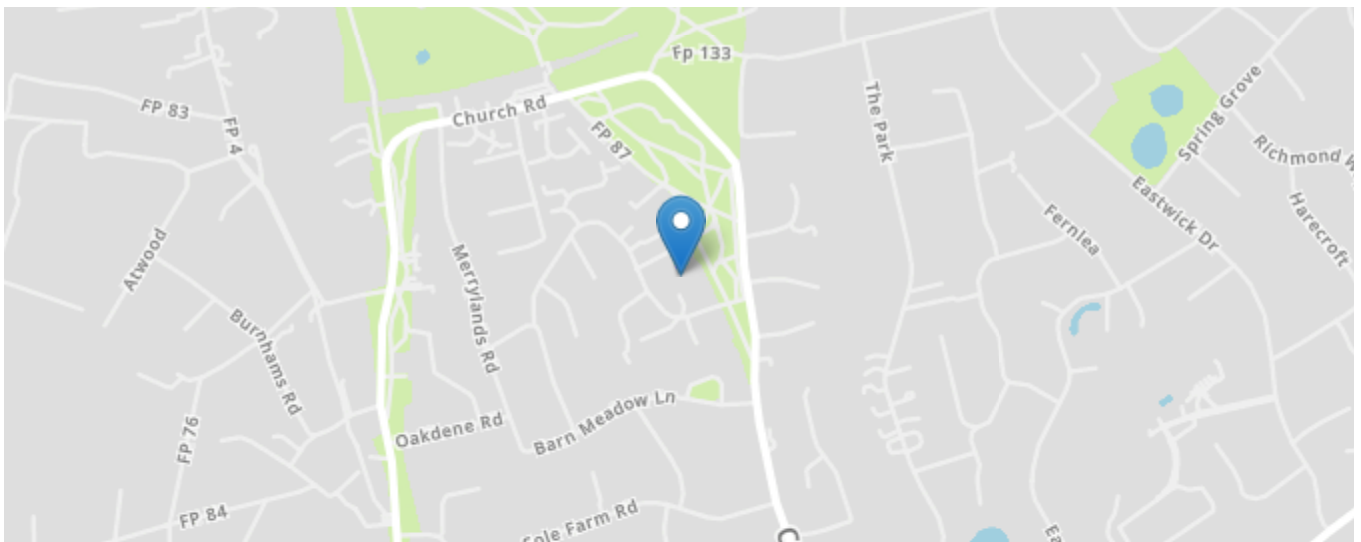 Fp 133
Church Rd
FP 83
FP 4
FP 87
The Park
Spring Grove
Richmond W
Eastwick Dr
Harecroft
Fernlea
Atwood
Merrylands Rd
Burnhams Rd
Barn Meadow Ln
Oakdene Rd
FP 76
FP 84
Cole Farm Rd
C
Ea